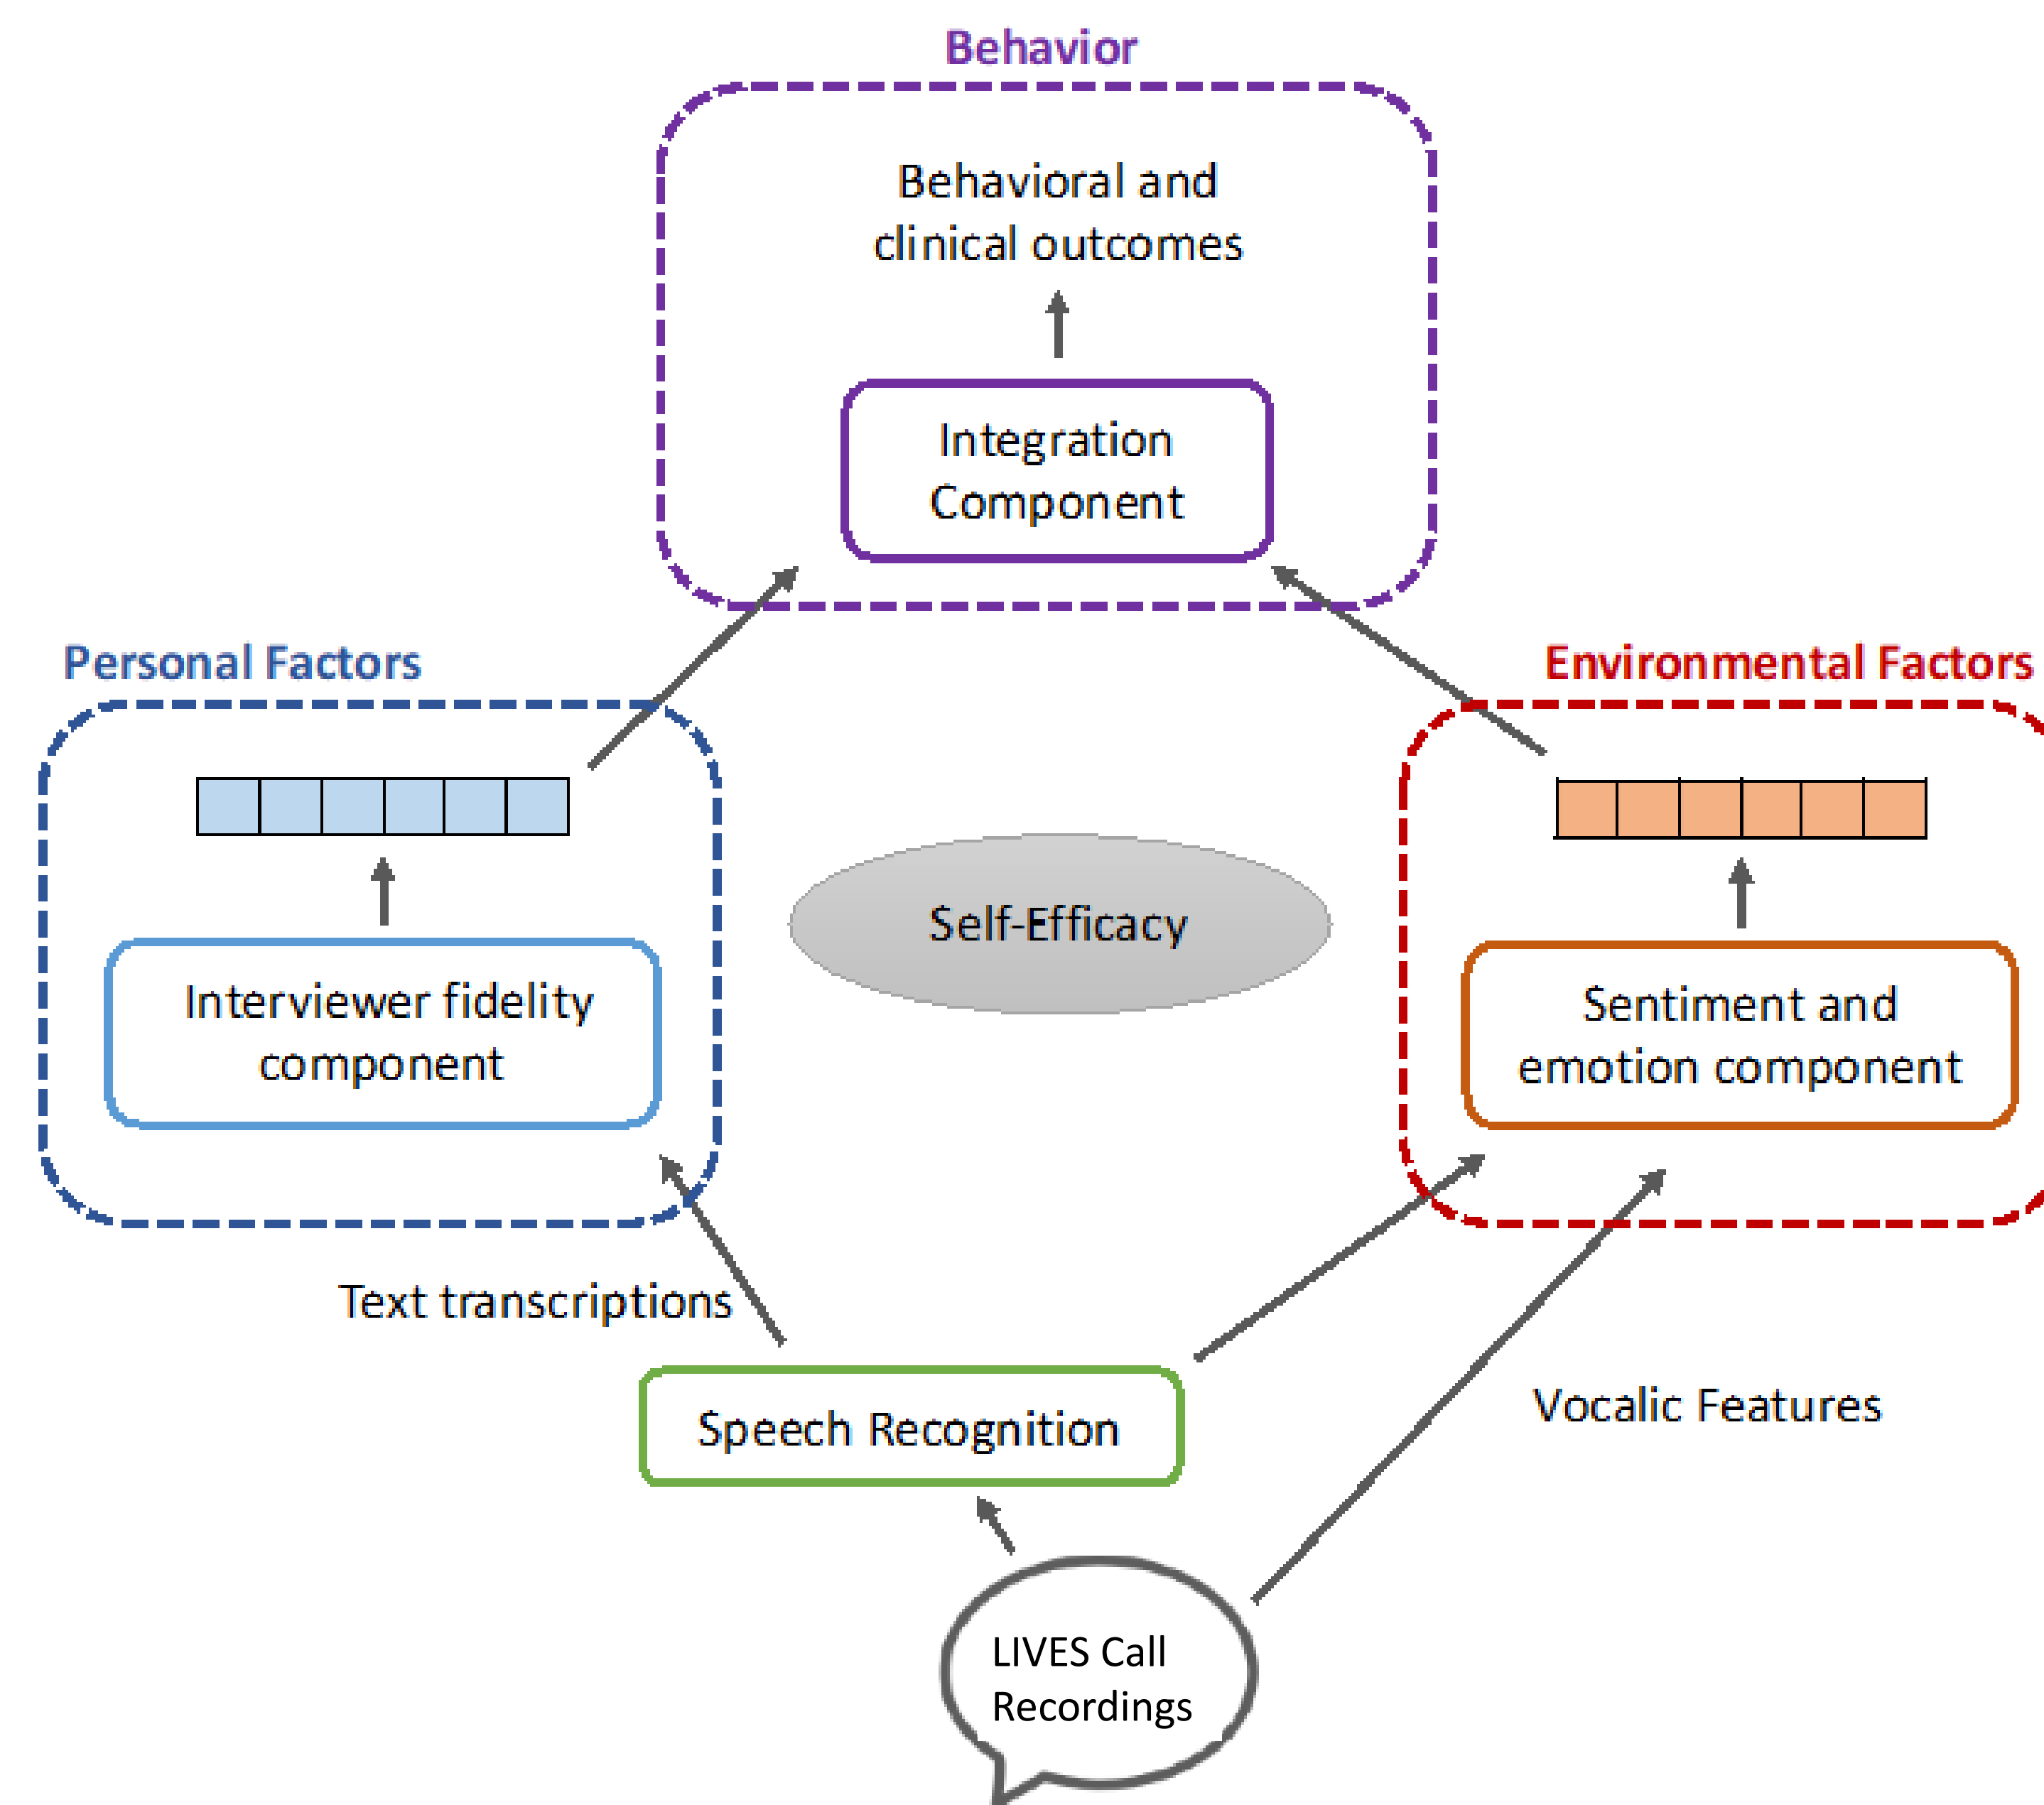 Behavior
Behavioral and
clinical outcomes
Integration
Component
Personal Factors
Environmental Factors
Self-Efficacy
Interviewer fidelity
component
Sentiment and
emotion component
Text transcriptions
Vocalic Features
Speech Recognition
LIVES Call
Recordings